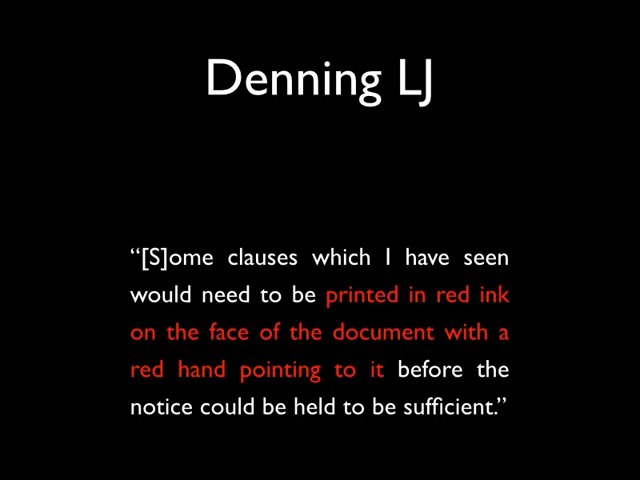 Denning LJ
“[S]ome clauses which I have seen
would need to be printed in red ink
on the face of the document with a
red hand pointing to it before the
notice could be held to be sufficient.”